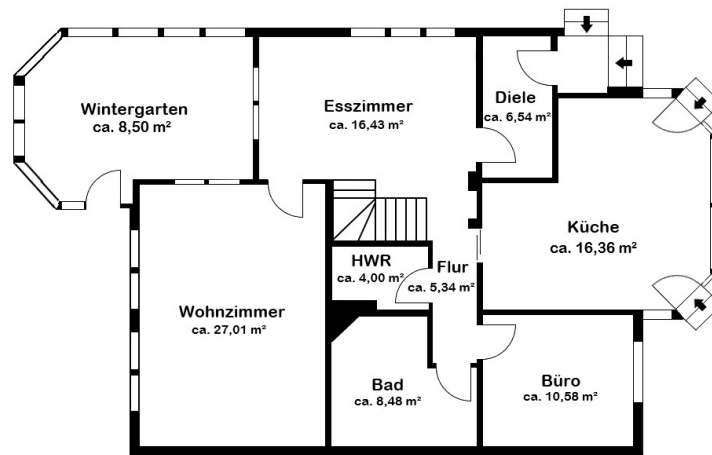 Wintergarten
ca. 8,50 m²
Esszimmer
ca. 16,43 m²
Diele
ca. 6,54 m²
Küche
ca. 16,36 m²
HWR
ca. 4,00 m²
Flur
ca. 5,34 m²
Wohnzimmer
ca. 27,01 m²
Bad
ca. 8,48 m²
Büro
ca. 10,58 m²